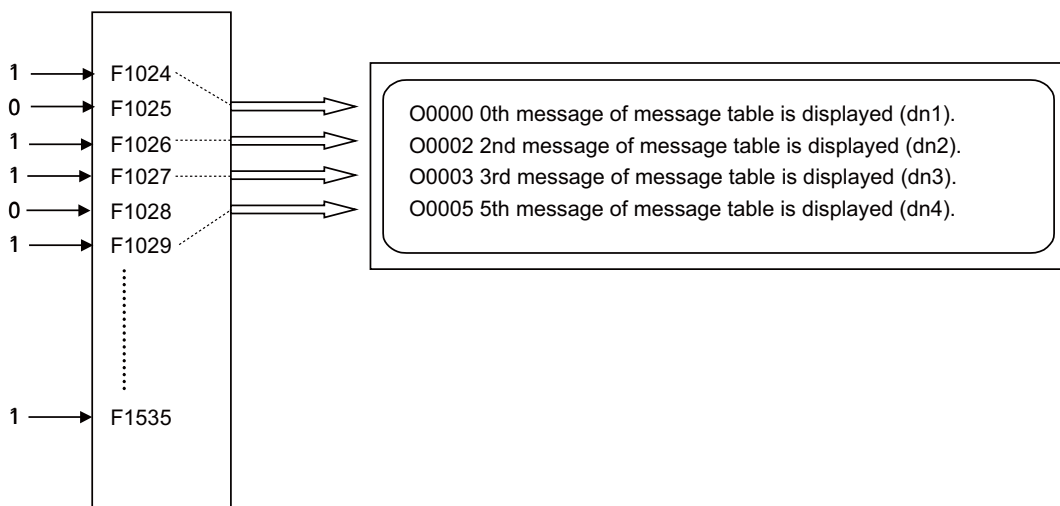 1 F1024
0 F1025
1 F1026
1 F1027
0 F1028
1 F1029
1 F1535
O0000 0th message of message table is displayed (dn1).
O0002 2nd message of message table is displayed (dn2).
O0003 3rd message of message table is displayed (dn3).
O0005 5th message of message table is displayed (dn4).